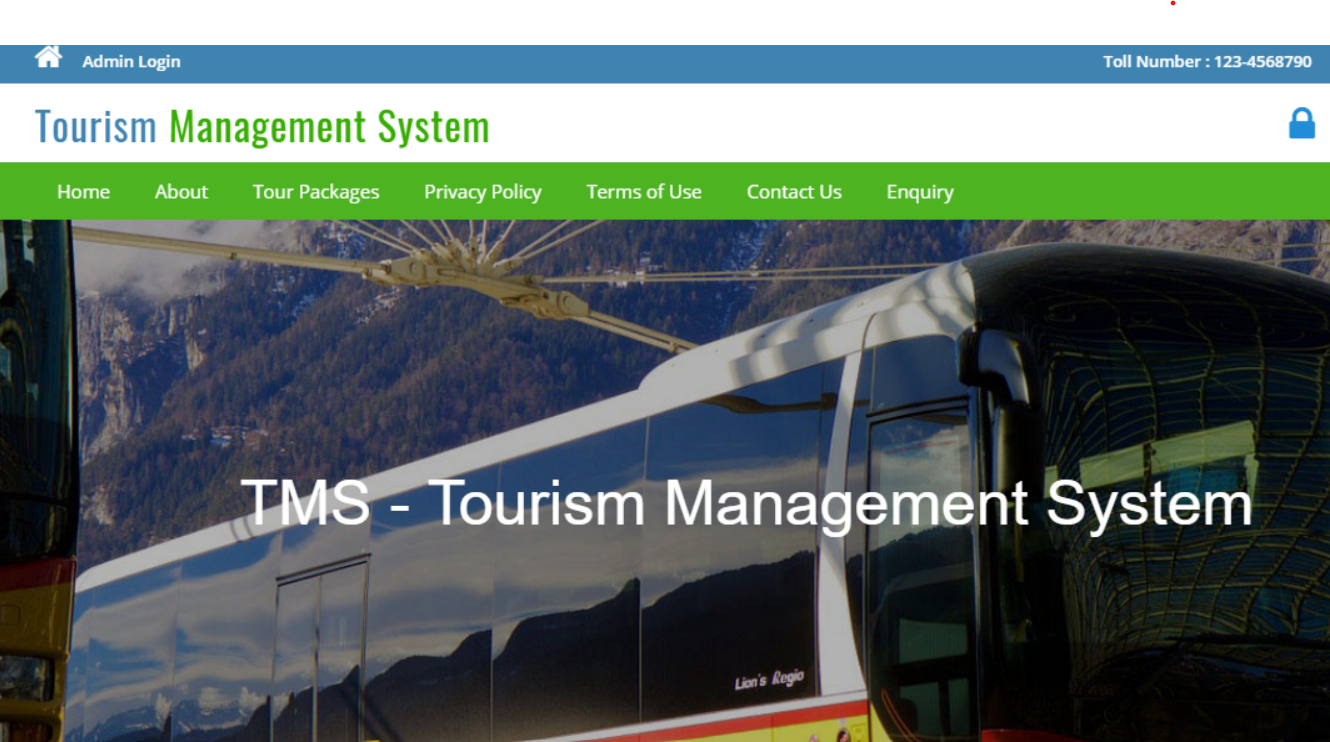 Admin Login
Toll Number : 123-4568790
Tourism Management System
Home About Tour Packages Privacy Policy Terms of Use Contact Us Enquiry
TMS - Tourism Management System
Lion's Regio